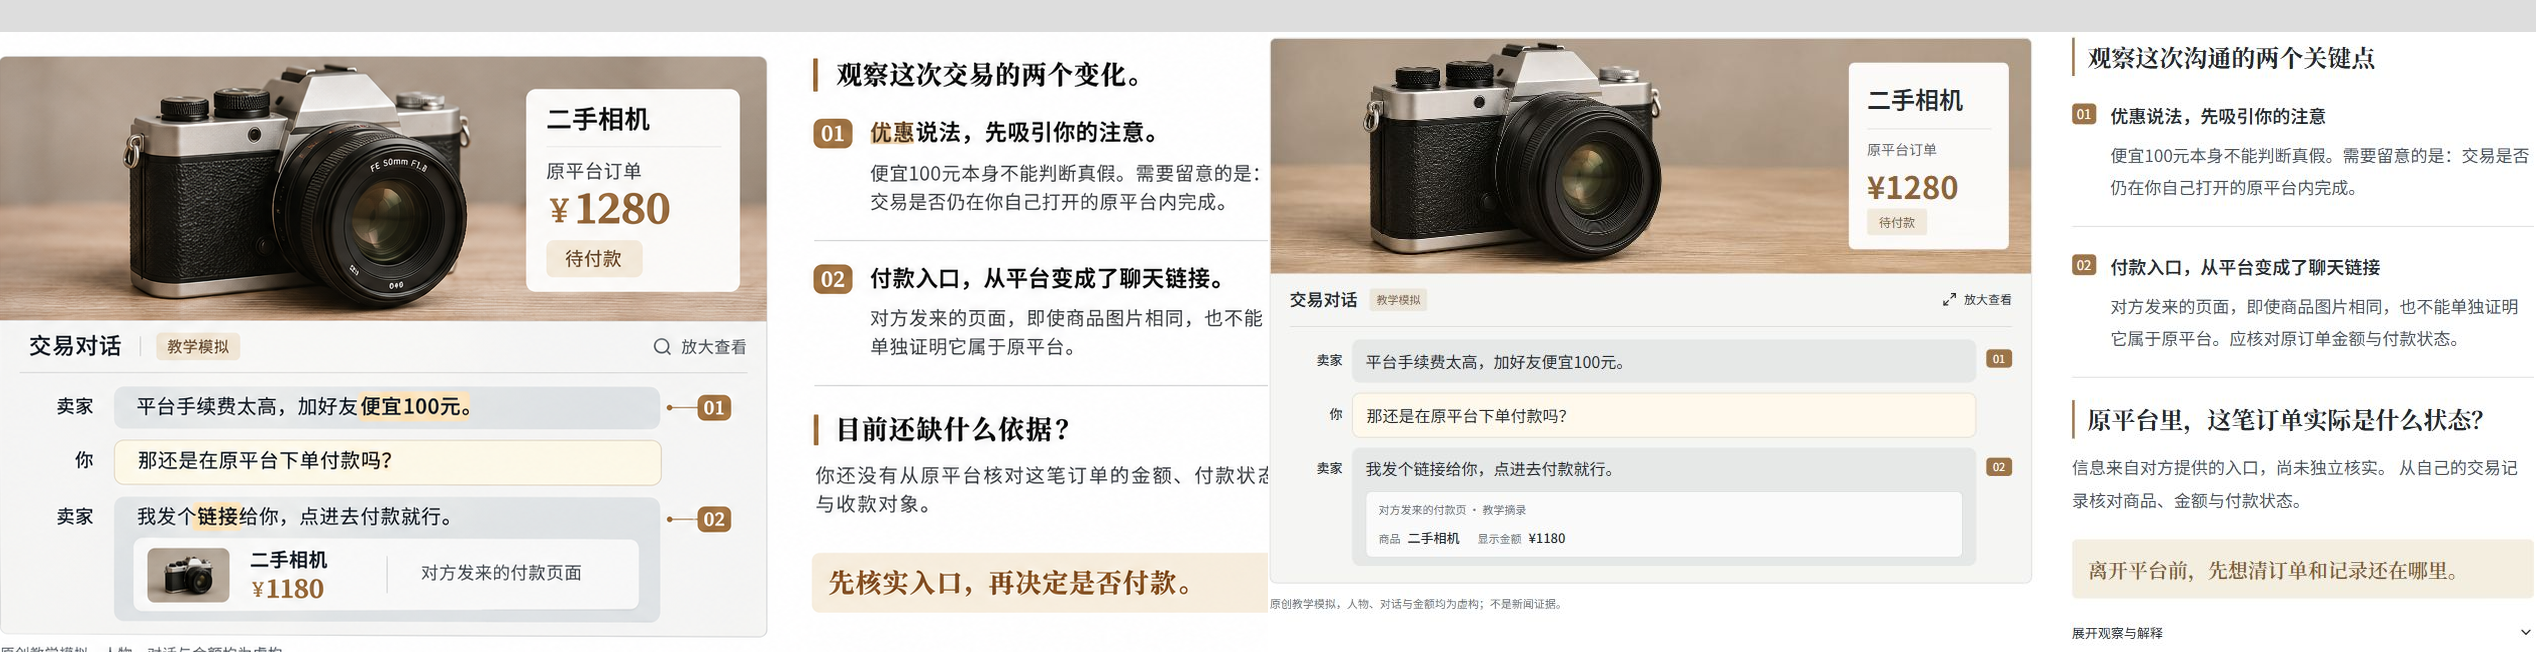 FE 50mm F1.8
二手相机
原平台订单
¥1280
待付款
交易对话
教学模拟
放大查看
卖家
平台手续费太高，加好友便宜100元。
01
你
那还是在原平台下单付款吗？
卖家
我发个链接给你，点进去付款就行。
02
二手相机
¥1180
对方发来的付款页面
观察这次交易的两个变化。
01
优惠说法，先吸引你的注意。
便宜100元本身不能判断真假。需要留意的是：
交易是否仍在你自己打开的原平台内完成。
02
付款入口，从平台变成了聊天链接。
对方发来的页面，即使商品图片相同，也不能
单独证明它属于原平台。
目前还缺什么依据？
你还没有从原平台核对这笔订单的金额、付款状态
与收款对象。
先核实入口，再决定是否付款。
二手相机
原平台订单
¥1280
待付款
交易对话
教学模拟
放大查看
卖家
平台手续费太高，加好友便宜100元。
01
你
那还是在原平台下单付款吗？
卖家
我发个链接给你，点进去付款就行。
02
对方发来的付款页 · 教学摘录
商品 二手相机 显示金额 ¥1180
原创教学模拟，人物、对话与金额均为虚构；不是新闻证据。
观察这次沟通的两个关键点
01
优惠说法，先吸引你的注意
便宜100元本身不能判断真假。需要留意的是：交易是否
仍在你自己打开的原平台内完成。
02
付款入口，从平台变成了聊天链接
对方发来的页面，即使商品图片相同，也不能单独证明
它属于原平台。应核对原订单金额与付款状态。
原平台里，这笔订单实际是什么状态？
信息来自对方提供的入口，尚未独立核实。 从自己的交易记
录核对商品、金额与付款状态。
离开平台前，先想清订单和记录还在哪里。
展开观察与解释